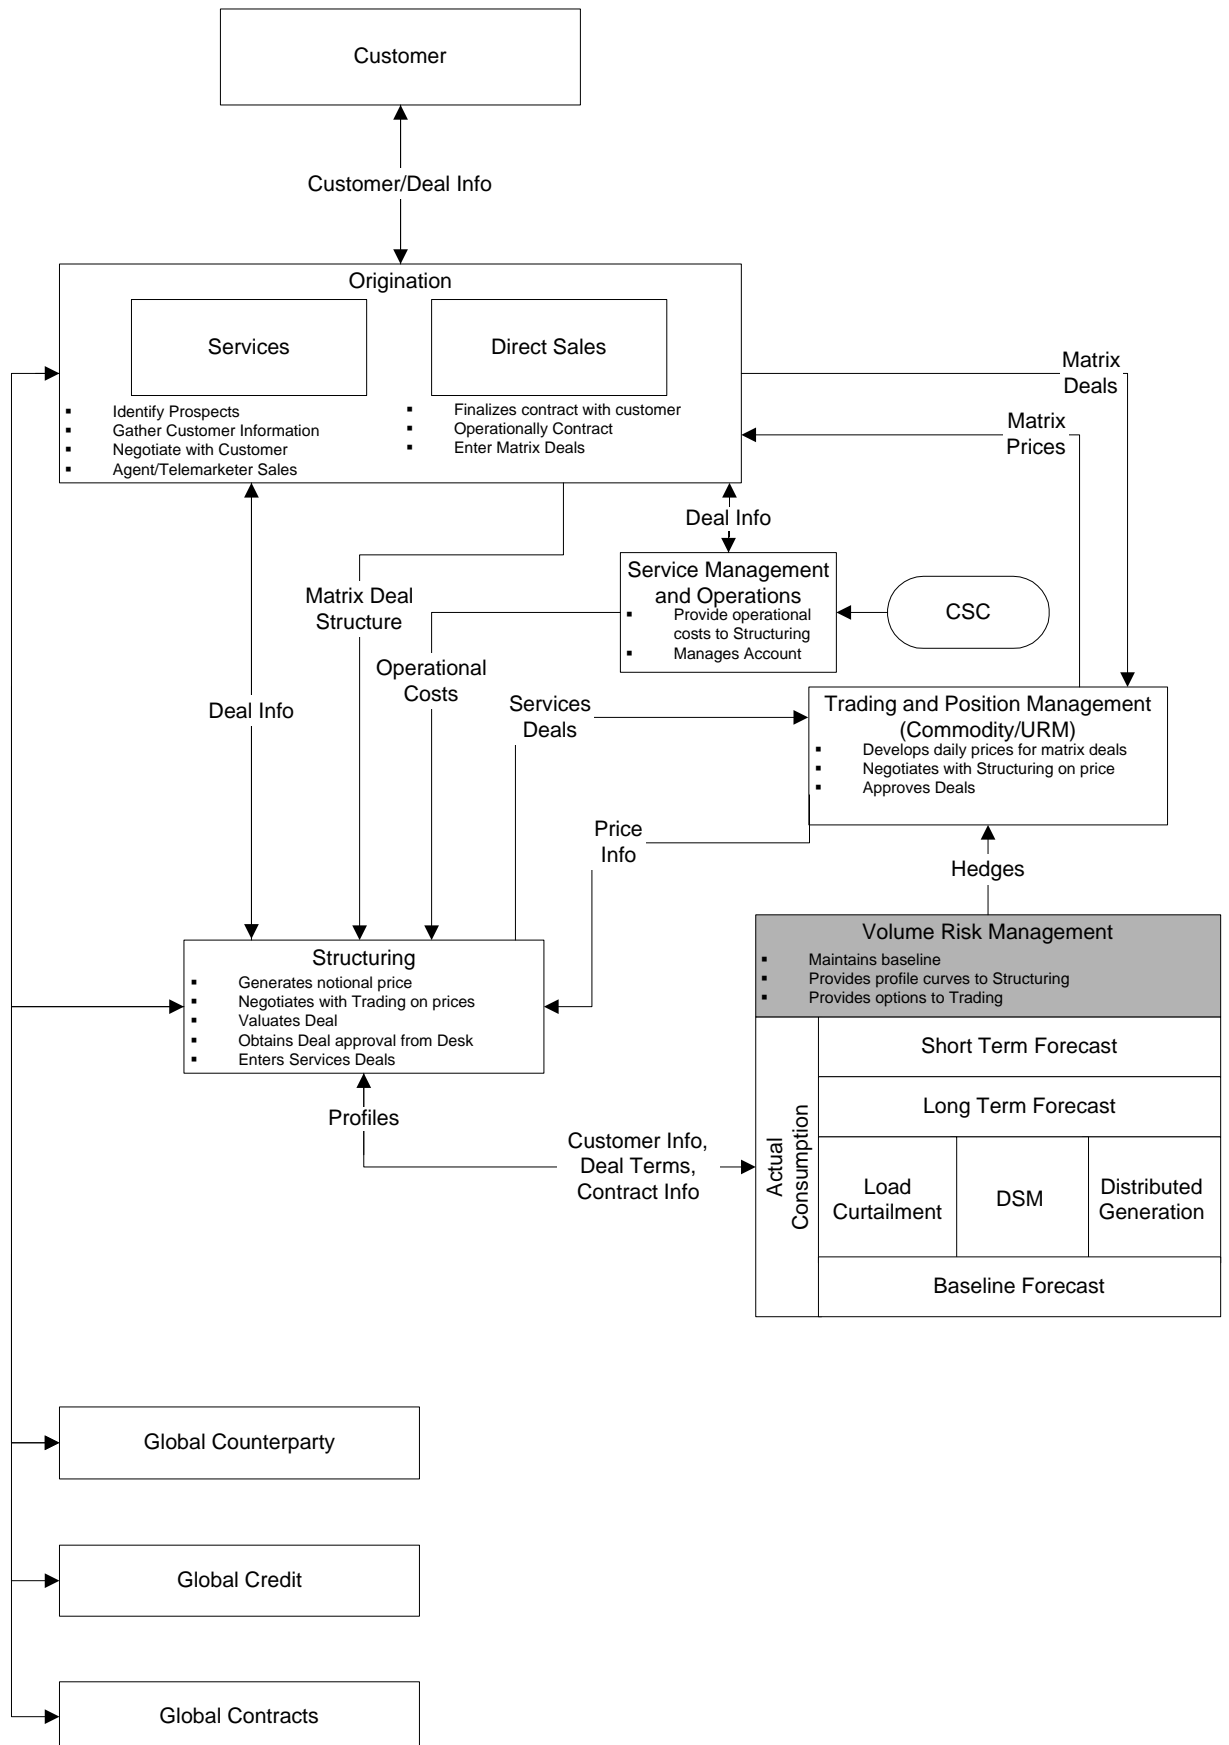 Customer
Customer/Deal Info
Origination
Services
Direct Sales
▪ Identify Prospects
▪ Gather Customer Information
▪ Negotiate with Customer
▪ Agent/Telemarketer Sales
▪ Finalizes contract with customer
▪ Operationally Contract
▪ Enter Matrix Deals
Matrix
Deals
Matrix
Prices
Deal Info
Service Management
and Operations
▪ Provide operational
costs to Structuring
▪ Manages Account
CSC
Matrix Deal
Structure
Operational
Costs
Deal Info
Services
Deals
Trading and Position Management
(Commodity/URM)
▪ Develops daily prices for matrix deals
▪ Negotiates with Structuring on price
▪ Approves Deals
Price
Info
Hedges
Structuring
▪ Generates notional price
▪ Negotiates with Trading on prices
▪ Valuates Deal
▪ Obtains Deal approval from Desk
▪ Enters Services Deals
Volume Risk Management
▪ Maintains baseline
▪ Provides profile curves to Structuring
▪ Provides options to Trading
Profiles
Customer Info,
Deal Terms,
Contract Info
Actual
Consumption
Short Term Forecast
Long Term Forecast
Load
Curtailment
DSM
Distributed
Generation
Baseline Forecast
Global Counterparty
Global Credit
Global Contracts